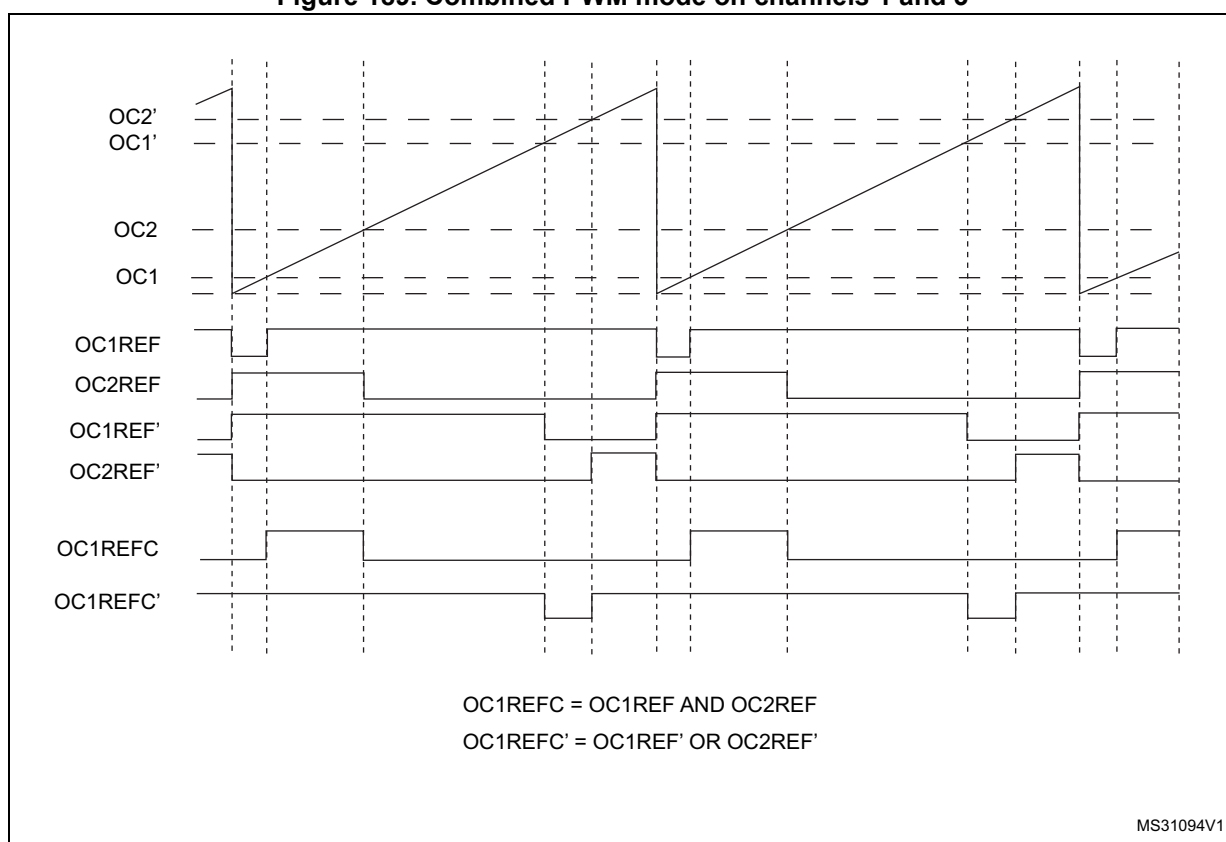 OC2’
OC1’
OC2
OC1
OC1REF
OC2REF
OC1REF’
OC2REF’
OC1REFC
OC1REFC’
OC1REFC = OC1REF AND OC2REF
OC1REFC’ = OC1REF’ OR OC2REF’
MS31094V1